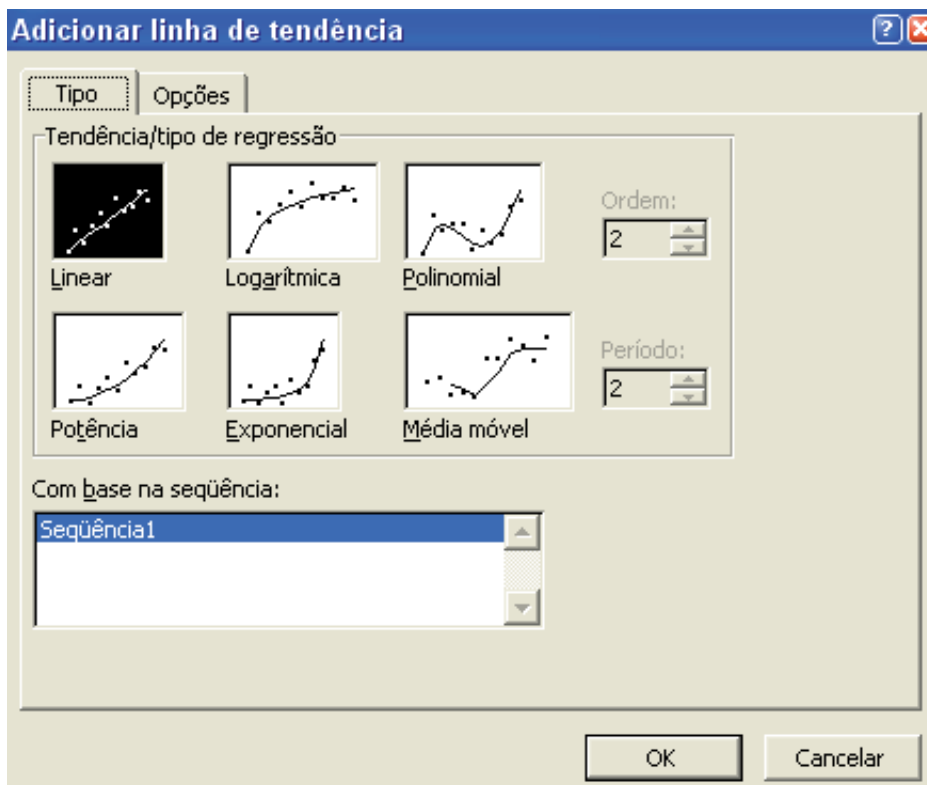 Adicionar linha de tendência
Tipo
Opções
Tendência/tipo de regressão
Linear
Logarítmica
Polinomial
Ordem:
2
Potência
Exponencial
Média móvel
Período:
2
Com base na seqüência:
Seqüência1
OK
Cancelar